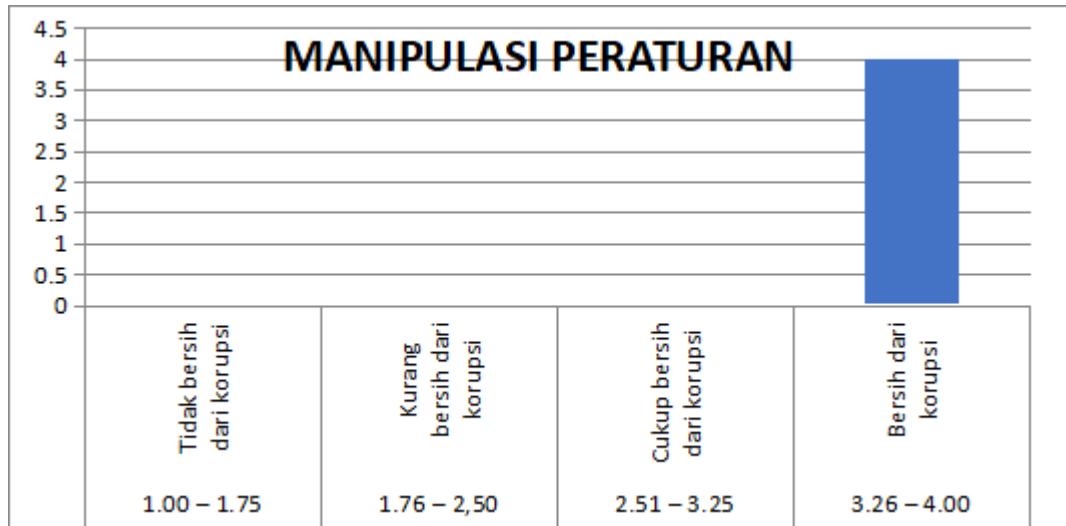 MANIPULASI PERATURAN
4.5
4
3.5
3
2.5
2
1.5
1
0.5
0
Tidak bersih
dari korupsi
Kurang
bersih dari
korupsi
Cukup bersih
dari korupsi
Bersih dari
korupsi
1.00 – 1.75
1.76 – 2,50
2.51 – 3.25
3.26 – 4.00